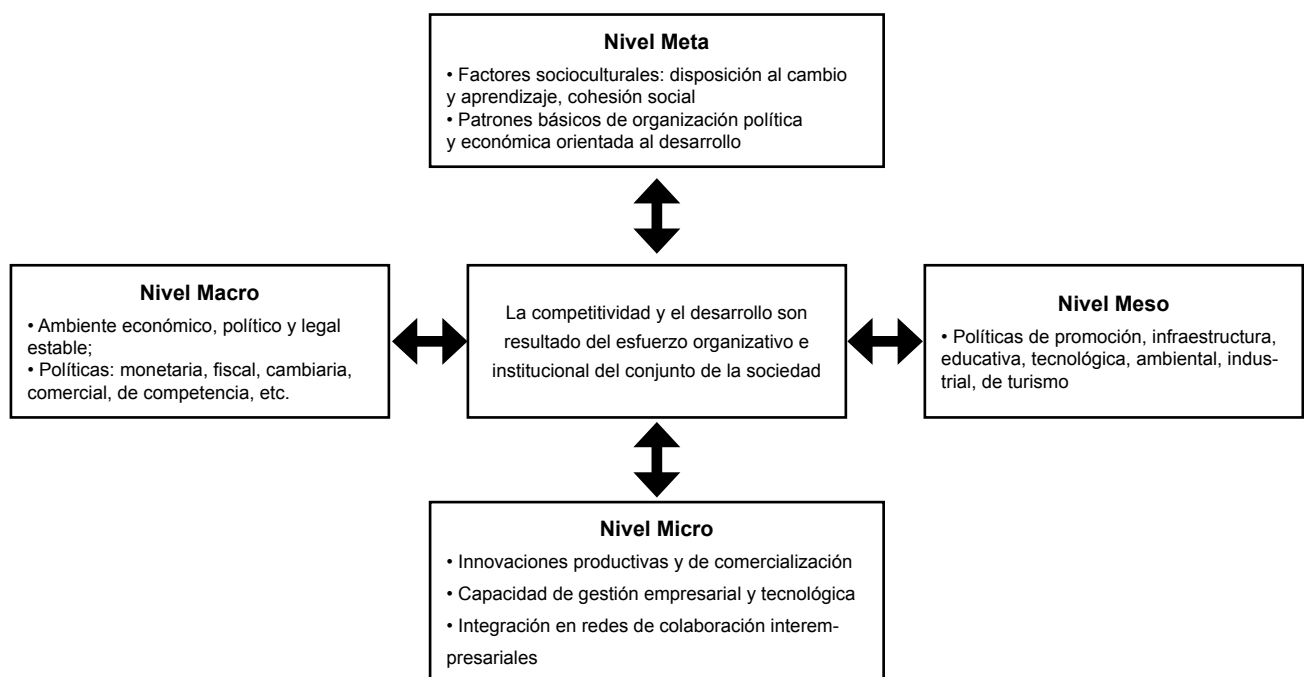 Nivel Meta
• Factores socioculturales: disposición al cambio
y aprendizaje, cohesión social
• Patrones básicos de organización política
y económica orientada al desarrollo
Nivel Macro
• Ambiente económico, político y legal
estable;
• Políticas: monetaria, fiscal, cambiaria,
comercial, de competencia, etc.
La competitividad y el desarrollo son
resultado del esfuerzo organizativo e
institucional del conjunto de la sociedad
Nivel Meso
• Políticas de promoción, infraestructura,
educativa, tecnológica, ambiental, indus-
trial, de turismo
Nivel Micro
• Innovaciones productivas y de comercialización
• Capacidad de gestión empresarial y tecnológica
• Integración en redes de colaboración interem-
presariales